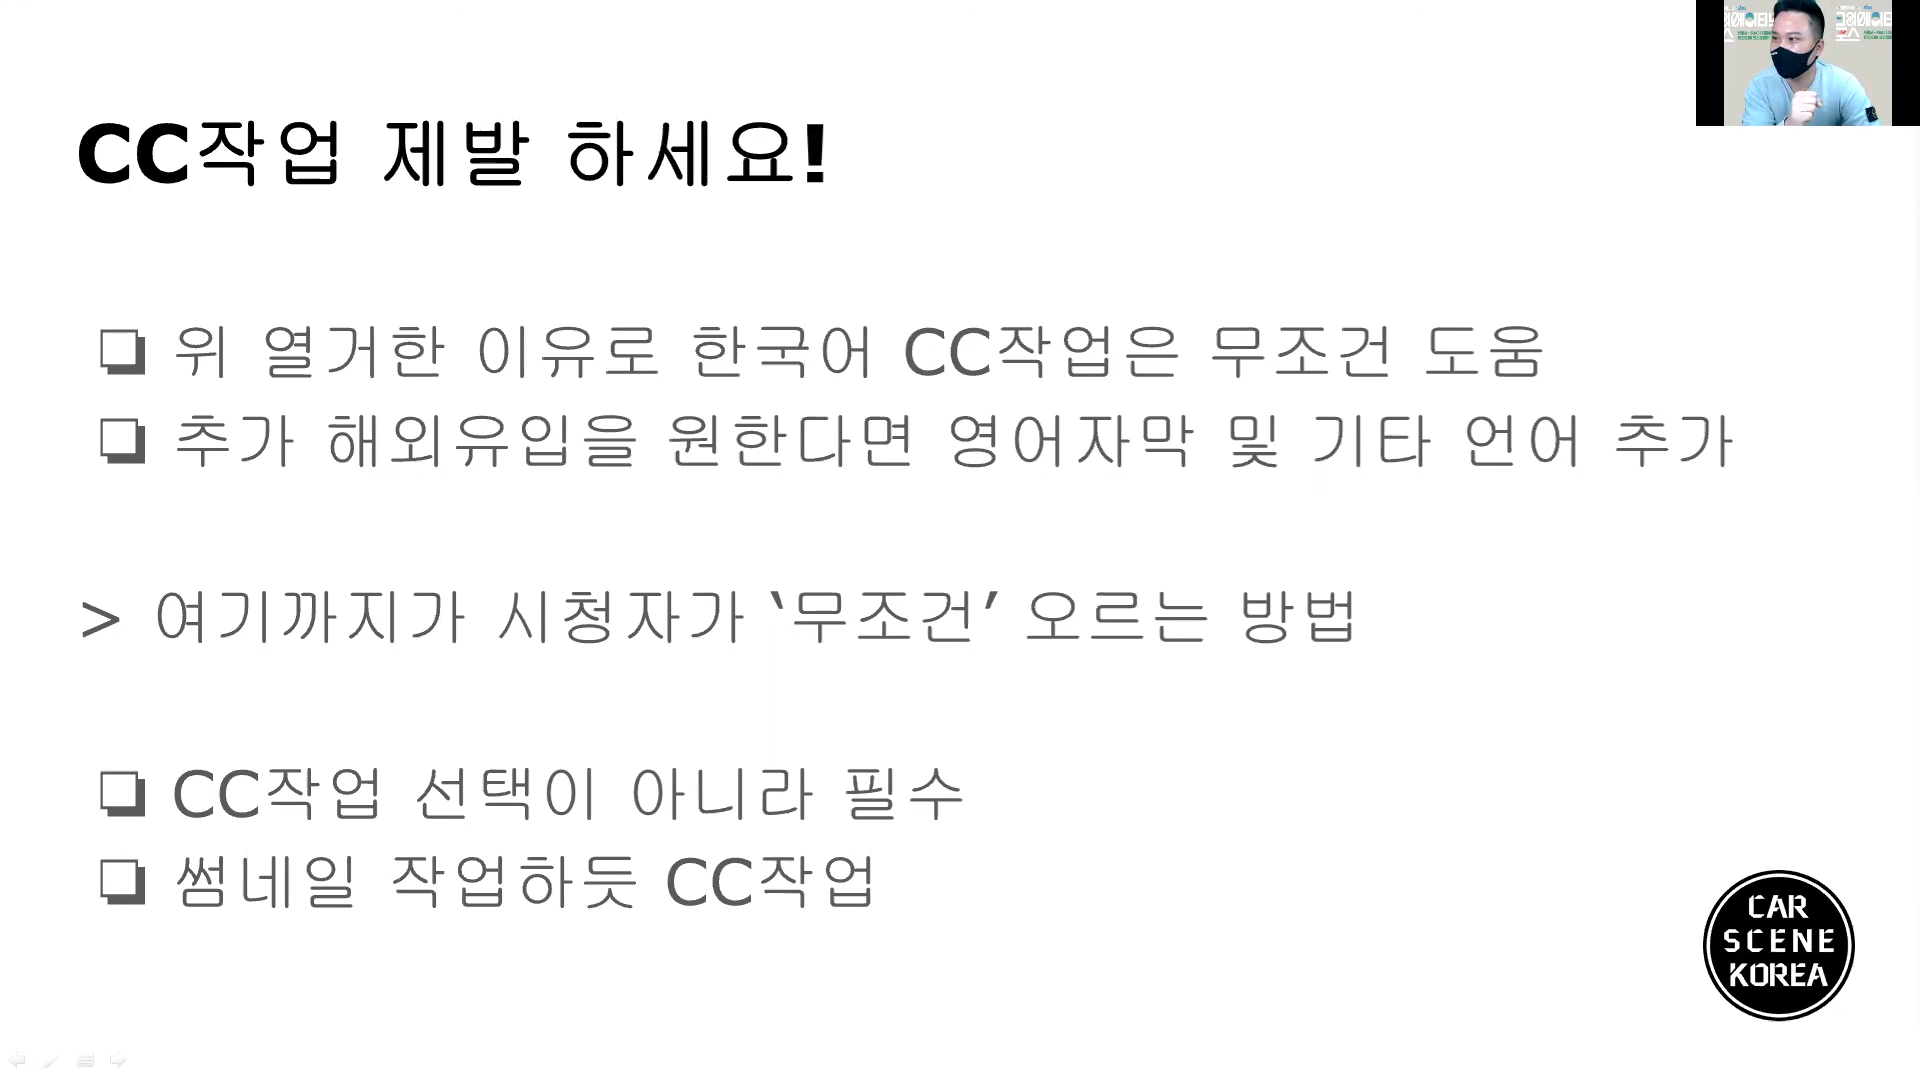 CC작업 제발 하세요!
❏ 위 열거한 이유로 한국어 CC작업은 무조건 도움
❏ 추가 해외유입을 원한다면 영어자막 및 기타 언어 추가
> 여기까지가 시청자가 ‘무조건’ 오르는 방법
❏ CC작업 선택이 아니라 필수
❏ 썸네일 작업하듯 CC작업
CAR
SCENE
KOREA